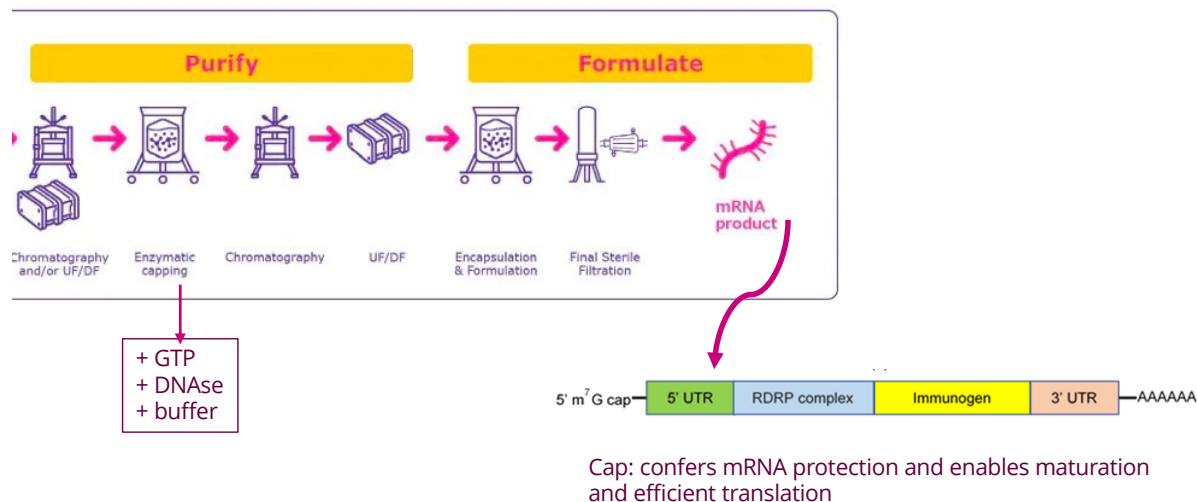 Purify
Formulate
mRNA
product
Chromatography
and/or UF/DF
Enzymatic
capping
Chromatography
UF/DF
Encapsulation
& Formulation
Final Sterile
Filtration
+ GTP
+ DNAse
+ buffer
5' m7G cap
5' UTR
RDRP complex
Immunogen
3' UTR
AAAAAA
Cap: confers mRNA protection and enables maturation
and efficient translation